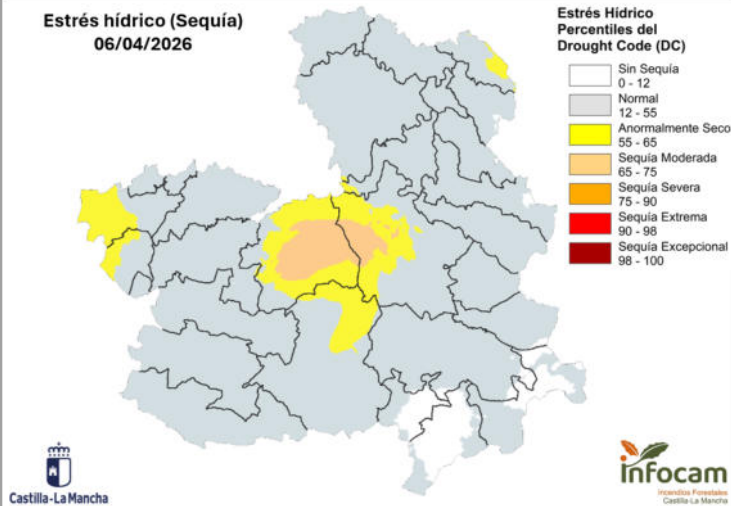 Estrés hídrico (Sequía)
06/04/2026
Estrés Hídrico
Percentiles del
Drought Code (DC)
Sin Sequía
0 - 12
Normal
12 - 55
Anormalmente Seco
55 - 65
Sequía Moderada
65 - 75
Sequía Severa
75 - 90
Sequía Extrema
90 - 98
Sequía Excepcional
98 - 100
Castilla-La Mancha
infocam
Incendios Forestales
Castilla-La Mancha